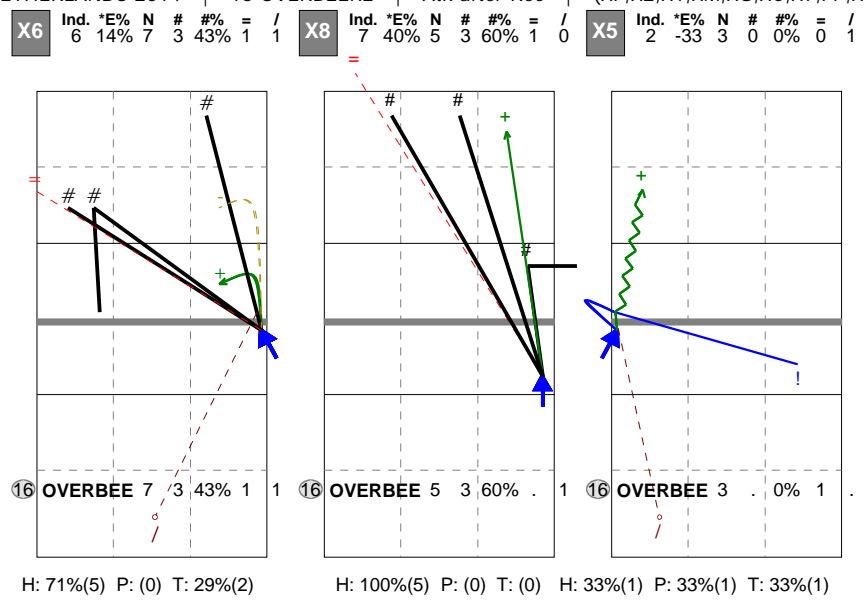 16 OVERBEEKE
X6 Ind. *E% N # #% = /
6 14% 7 3 43% 1 1
X8 Ind. *E% N # #% = /
7 40% 5 3 60% 1 0
X5 Ind. *E% N # #% = /
2 -33 3 0 0% 0 1
= # # # - +
= # # + #
+ !
16 OVERBEE 7 3 43% 1 1
16 OVERBEE 5 3 60% . 1
16 OVERBEE 3 . 0% 1 .
H: 71%(5) P: (0) T: 29%(2)
H: 100%(5) P: (0) T: (0)
H: 33%(1) P: 33%(1) T: 33%(1)